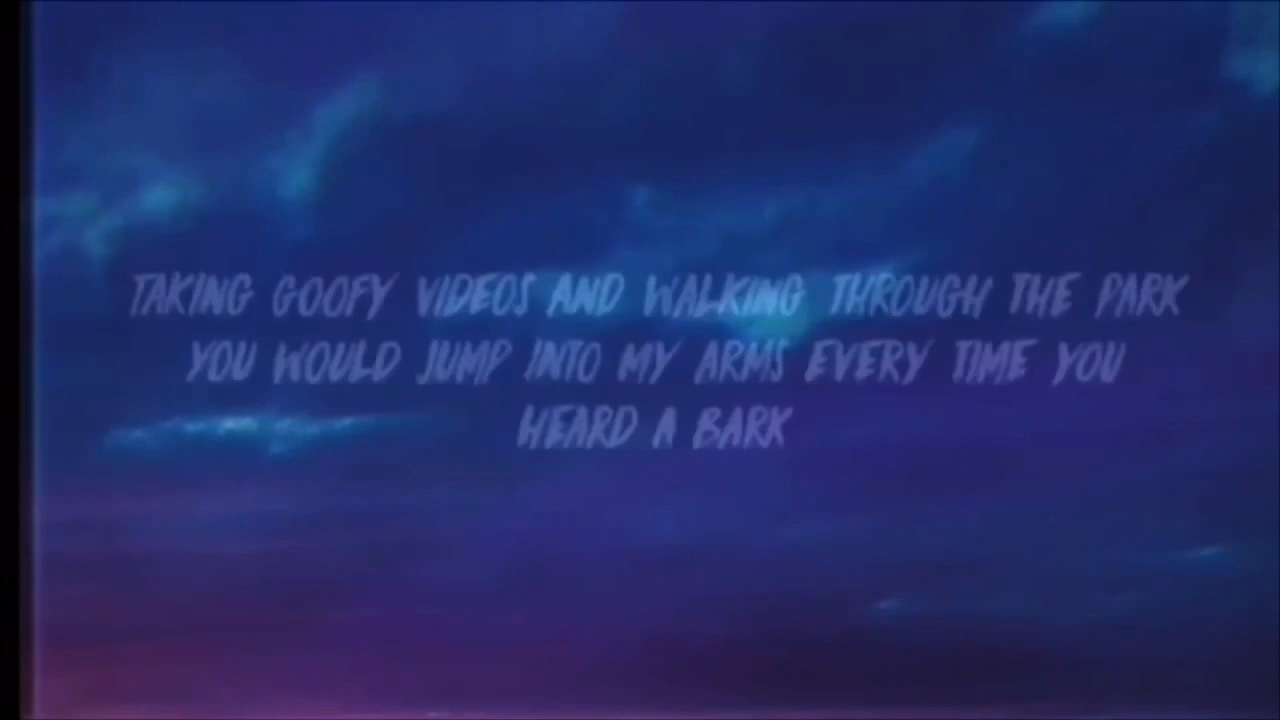 TAKING GOOFY VIDEOS AND WALKING THROUGH THE PARK
YOU WOULD JUMP INTO MY ARMS EVERY TIME YOU
HEARD A BARK